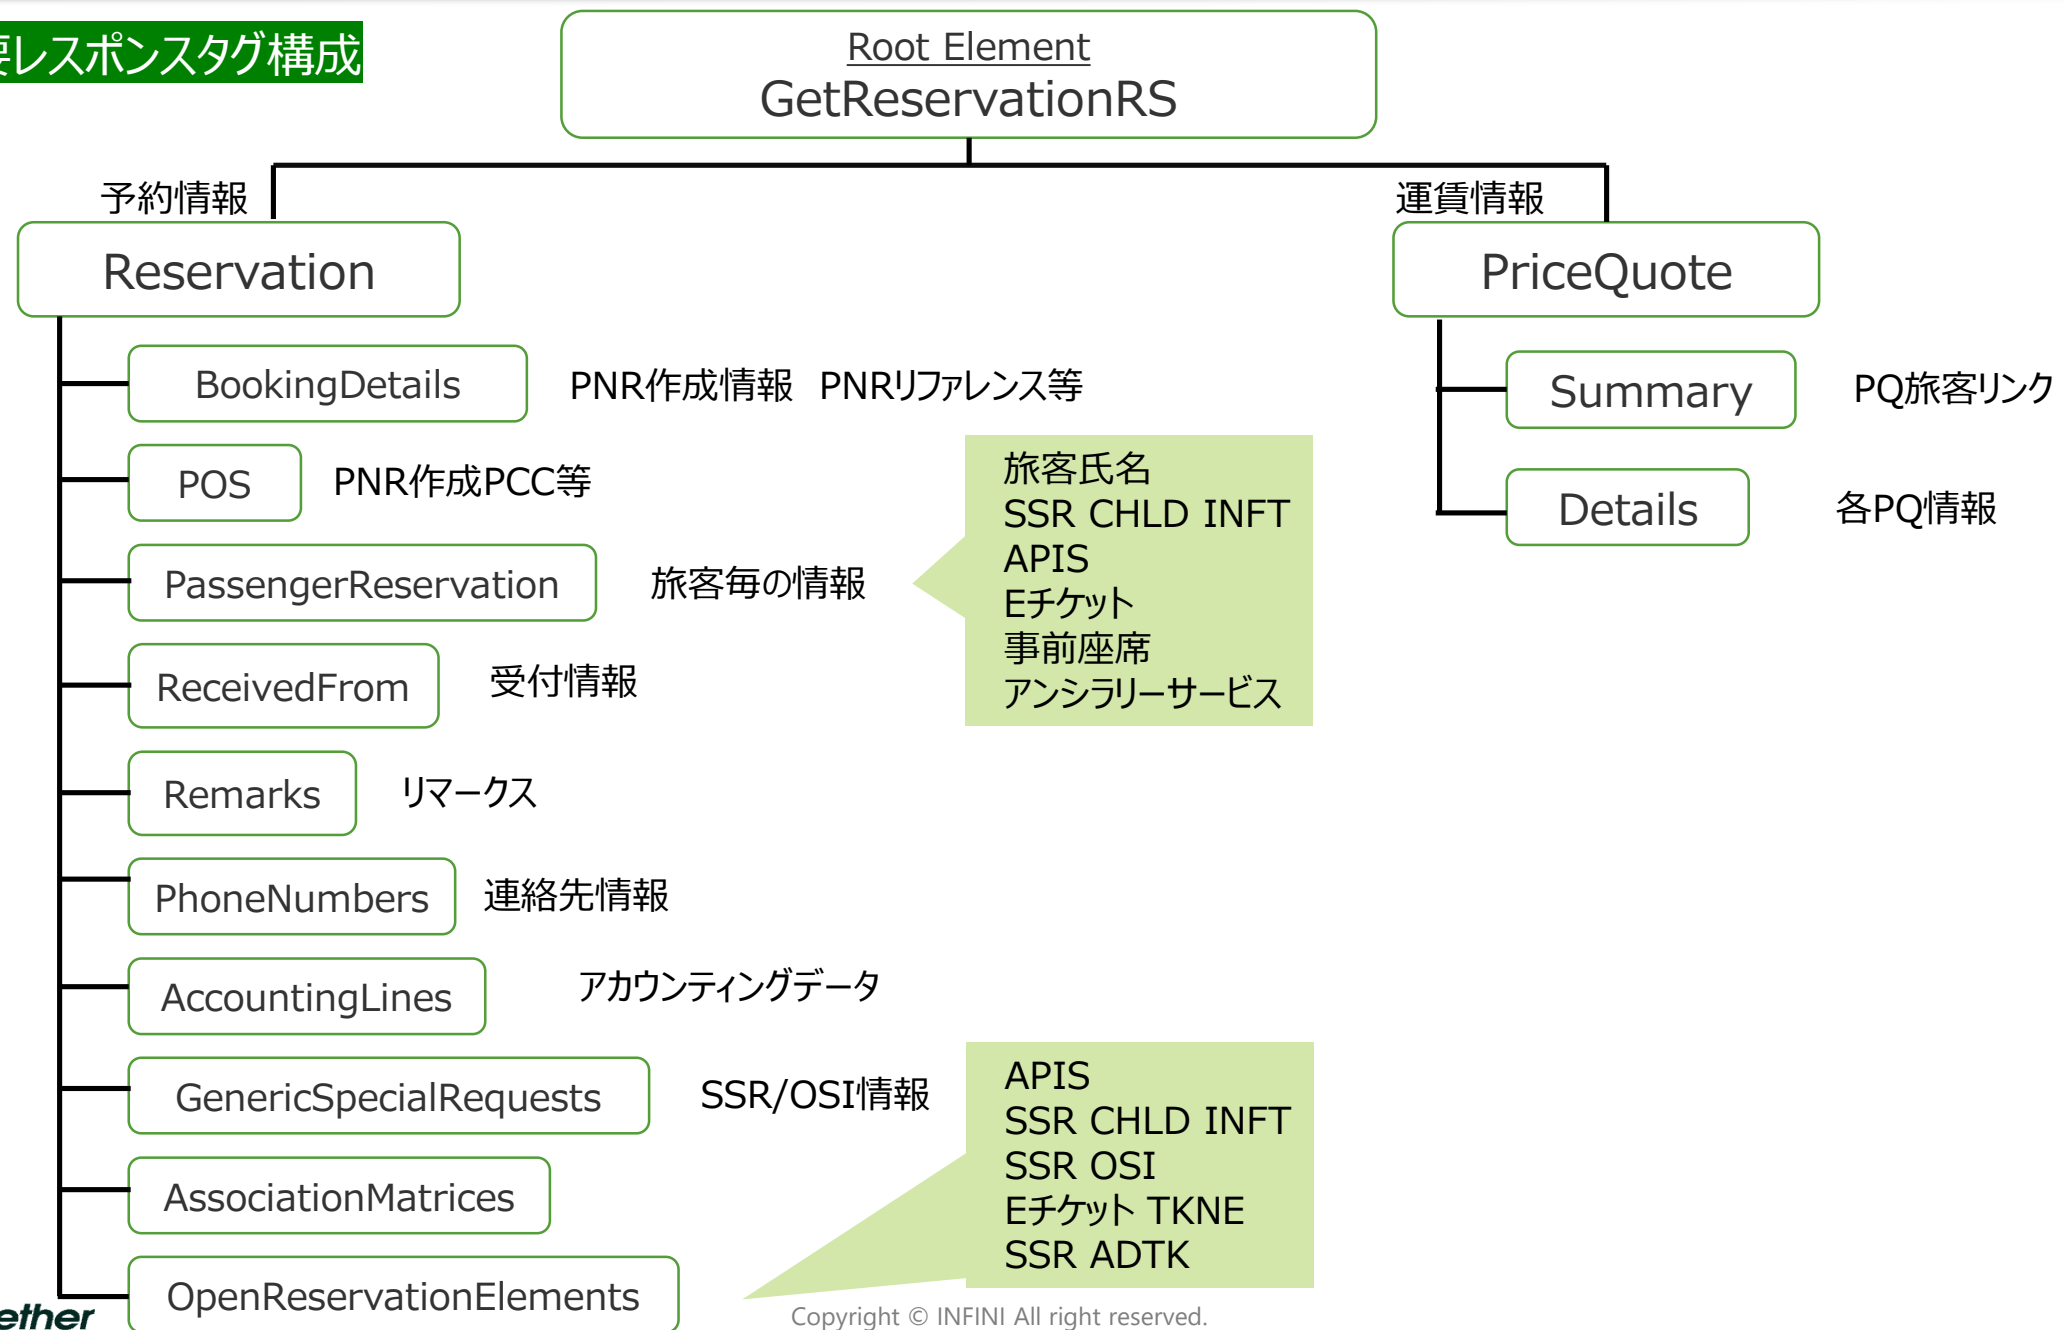 要レスポンスタグ構成
Root Element
GetReservationRS
予約情報
運賃情報
Reservation
PriceQuote
BookingDetails
PNR作成情報 PNRリファレンス等
Summary
PQ旅客リンク
POS
PNR作成PCC等
Details
各PQ情報
PassengerReservation
旅客毎の情報
旅客氏名
SSR CHLD INFT
APIS
Eチケット
事前座席
アンシラリーサービス
ReceivedFrom
受付情報
Remarks
リマークス
PhoneNumbers
連絡先情報
AccountingLines
アカウンティングデータ
GenericSpecialRequests
SSR/OSI情報
APIS
SSR CHLD INFT
SSR OSI
Eチケット TKNE
SSR ADTK
AssociationMatrices
OpenReservationElements
ether
Copyright © INFINI All right reserved.